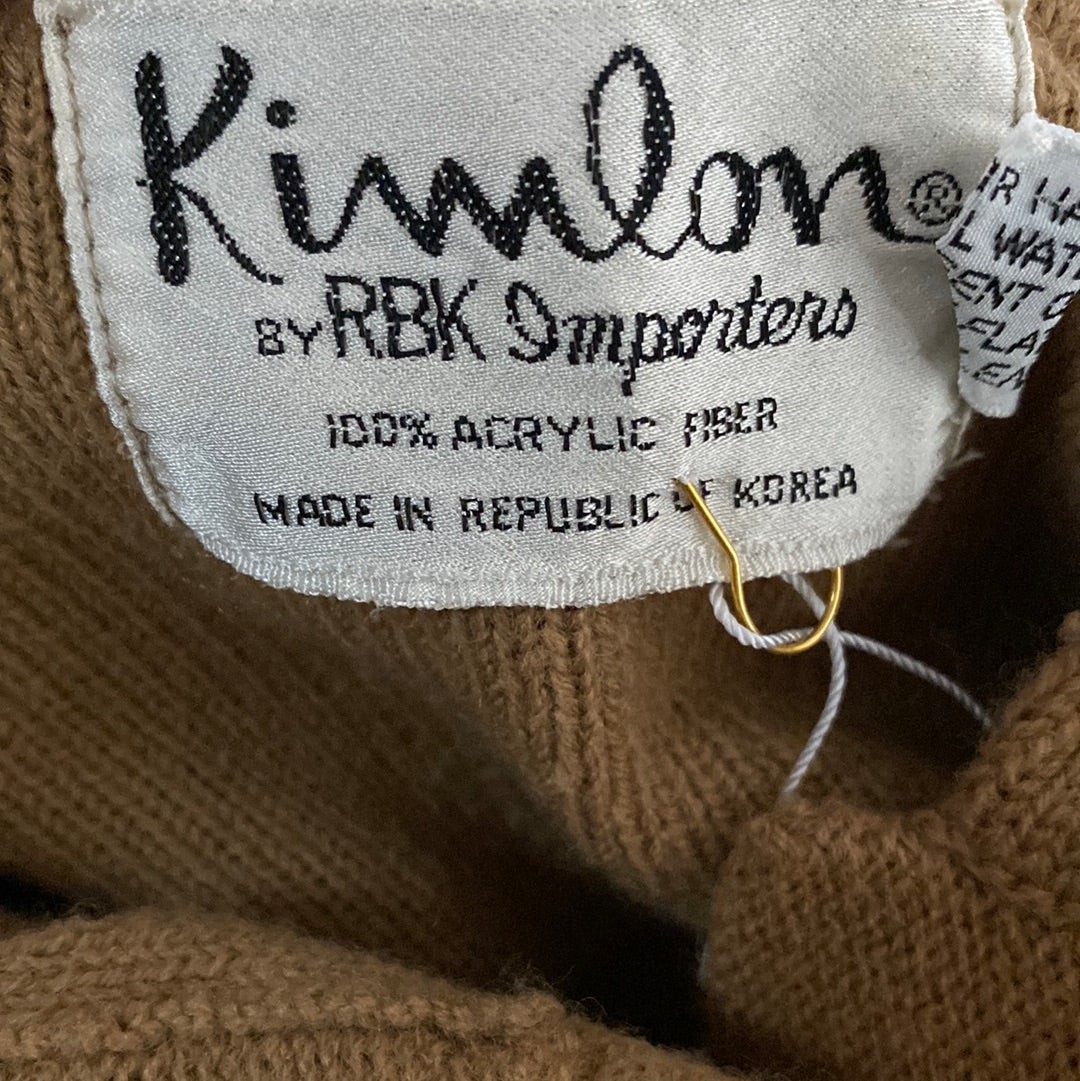 Kimlon®
BY RBK Importers
100% ACRYLIC FIBER
MADE IN REPUBLIC OF KOREA